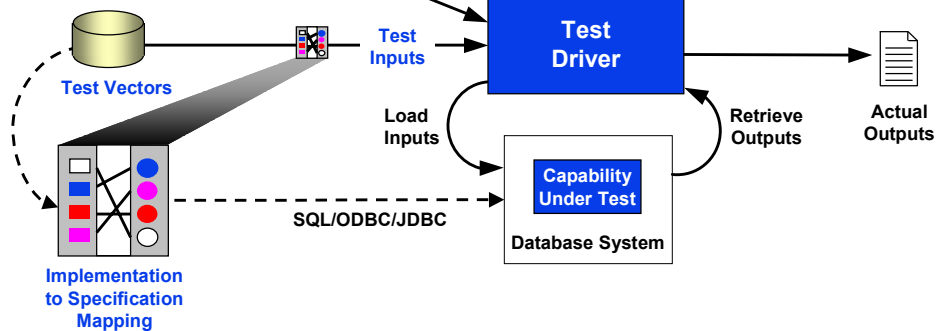 Test
Driver
Test
Inputs
Test Vectors
Load
Inputs
Retrieve
Outputs
Actual
Outputs
Capability
Under Test
SQL/ODBC/JDBC
Database System
Implementation
to Specification
Mapping